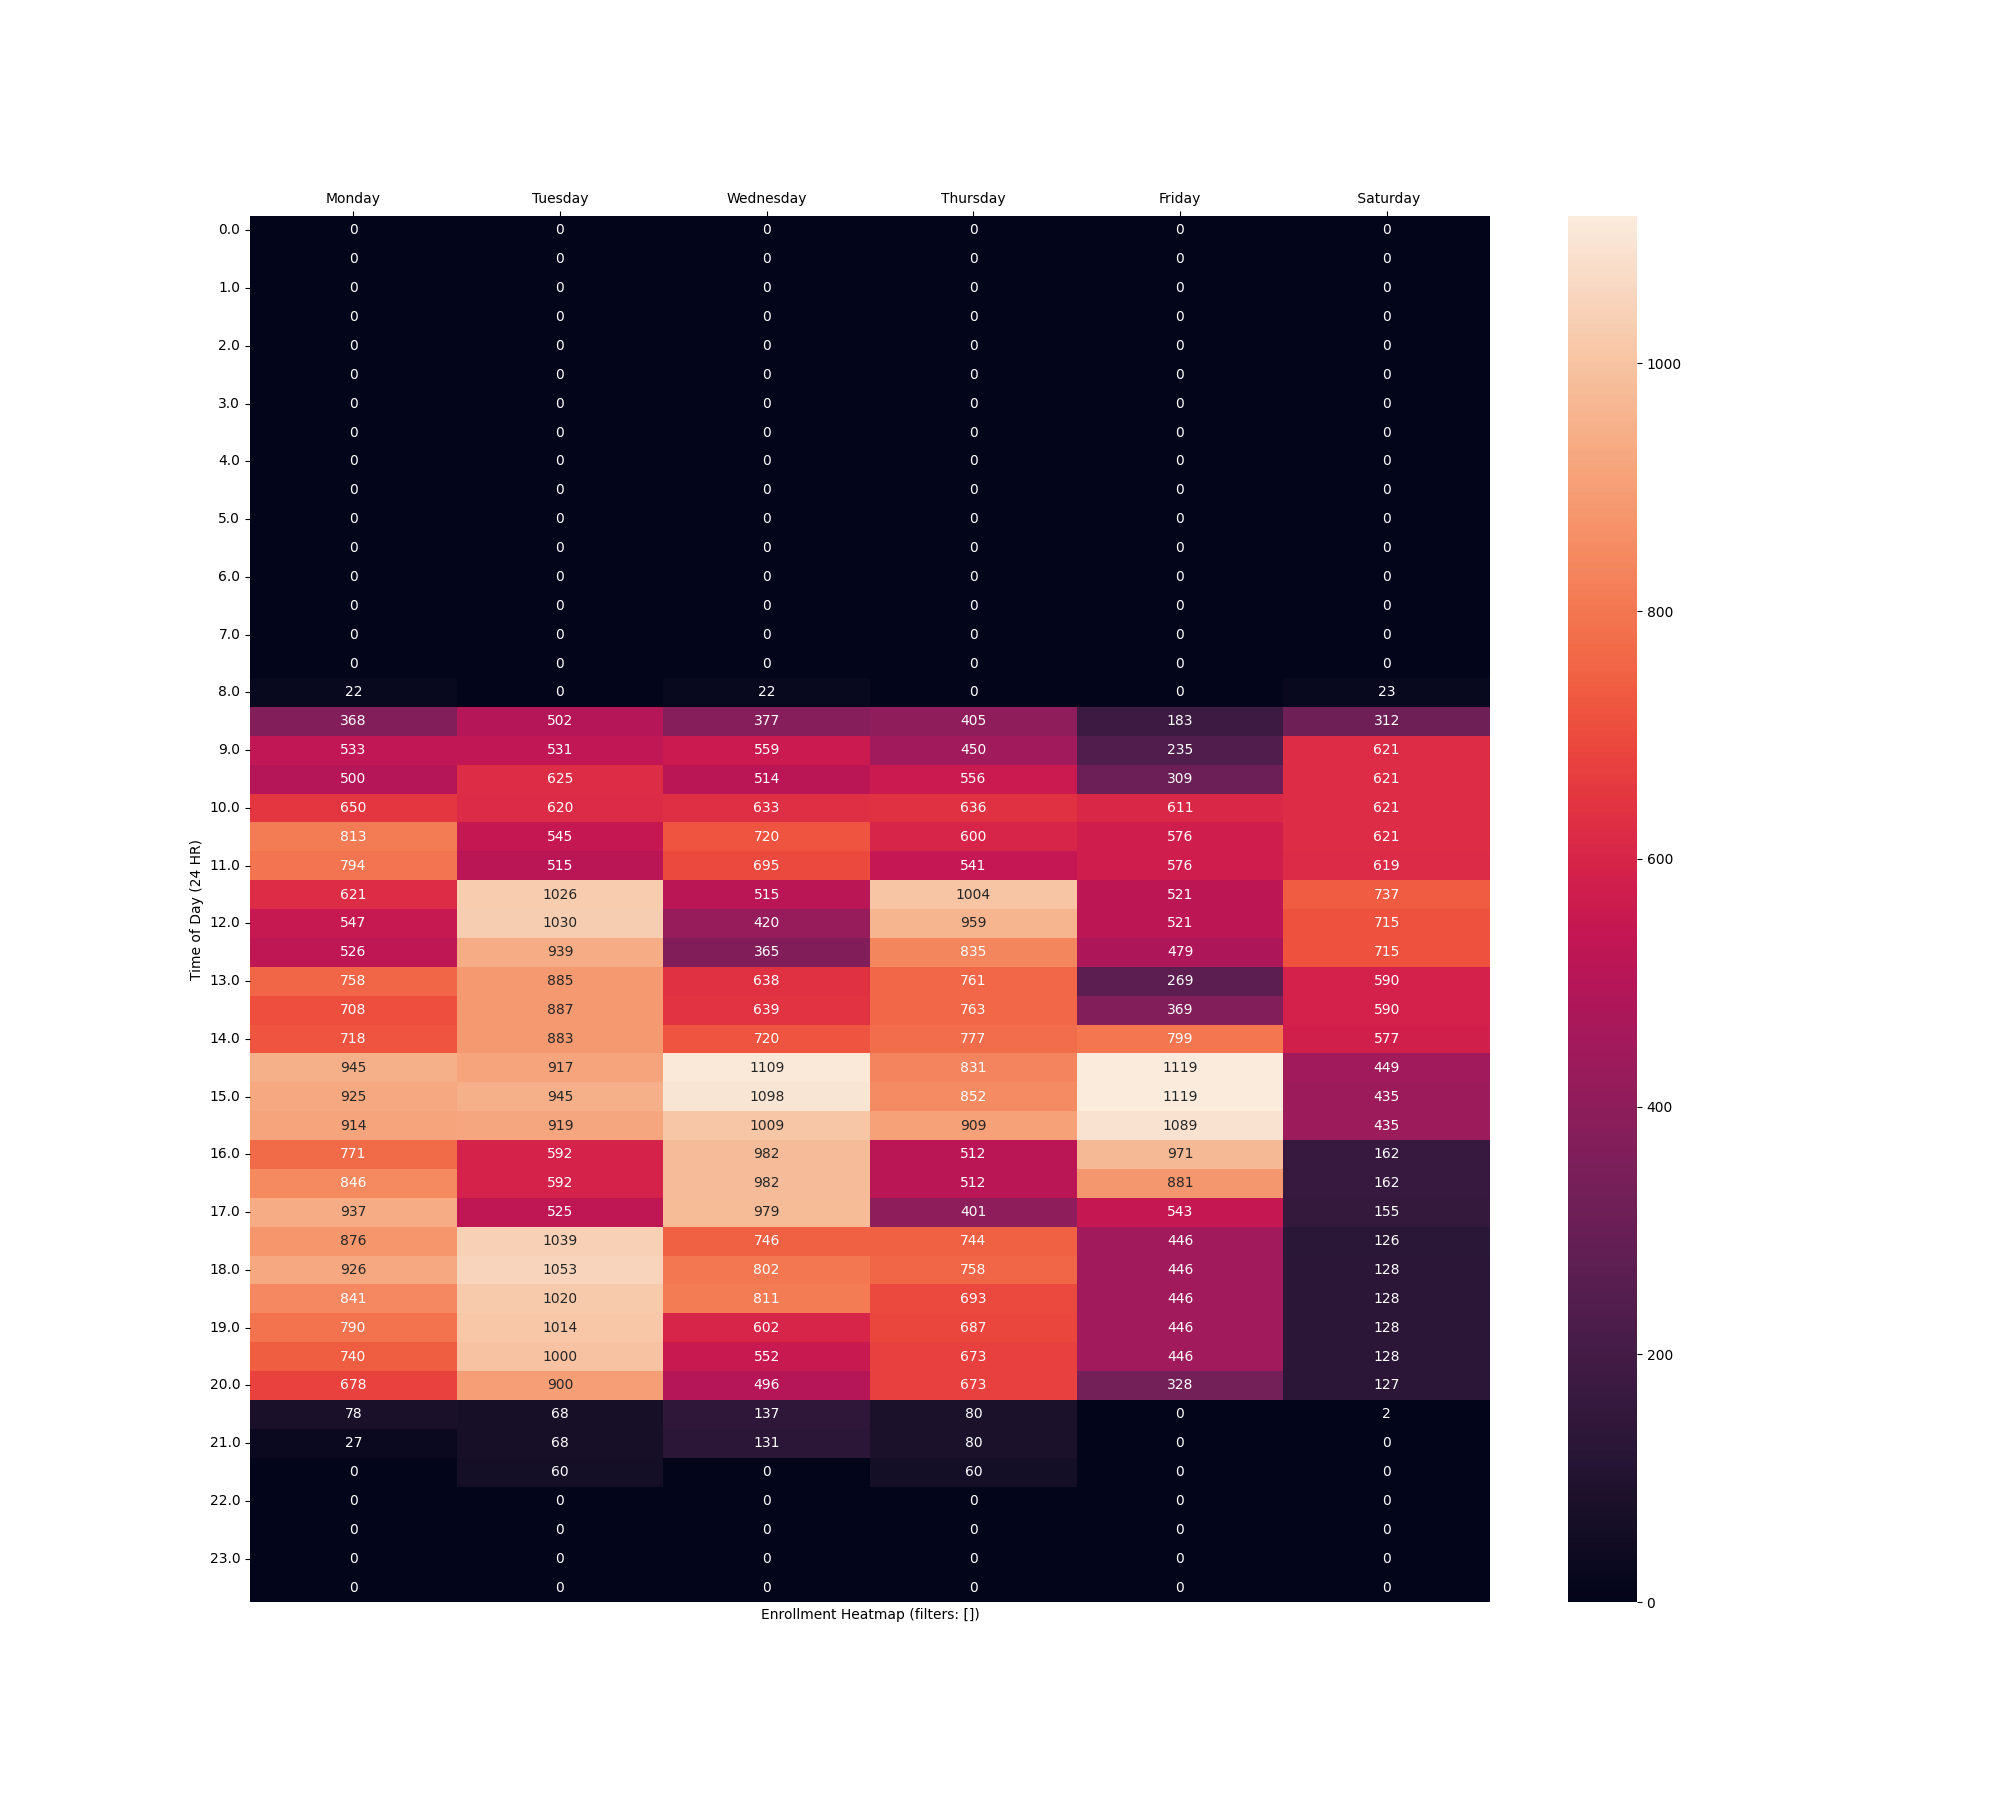 Monday Tuesday Wednesday Thursday Friday Saturday
0.0 0 0 0 0 0 0
0 0 0 0 0 0
1.0 0 0 0 0 0 0
0 0 0 0 0 0
2.0 0 0 0 0 0 0
0 0 0 0 0 0
3.0 0 0 0 0 0 0
0 0 0 0 0 0
4.0 0 0 0 0 0 0
0 0 0 0 0 0
5.0 0 0 0 0 0 0
0 0 0 0 0 0
6.0 0 0 0 0 0 0
0 0 0 0 0 0
7.0 0 0 0 0 0 0
0 0 0 0 0 0
8.0 22 0 22 0 0 23
368 502 377 405 183 312
9.0 533 531 559 450 235 621
500 625 514 556 309 621
10.0 650 620 633 636 611 621
813 545 720 600 576 621
11.0 794 515 695 541 576 619
621 1026 515 1004 521 737
12.0 547 1030 420 959 521 715
526 939 365 835 479 715
13.0 758 885 638 761 269 590
708 887 639 763 369 590
14.0 718 883 720 777 799 577
945 917 1109 831 1119 449
15.0 925 945 1098 852 1119 435
914 919 1009 909 1089 435
16.0 771 592 982 512 971 162
846 592 982 512 881 162
17.0 937 525 979 401 543 155
876 1039 746 744 446 126
18.0 926 1053 802 758 446 128
841 1020 811 693 446 128
19.0 790 1014 602 687 446 128
740 1000 552 673 446 128
20.0 678 900 496 673 328 127
78 68 137 80 0 2
21.0 27 68 131 80 0 0
0 60 0 60 0 0
22.0 0 0 0 0 0 0
0 0 0 0 0 0
23.0 0 0 0 0 0 0
0 0 0 0 0 0
Time of Day (24 HR)
Enrollment Heatmap (filters: [])
1000
800
600
400
200
0